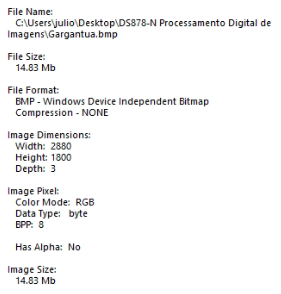 File Name:
C:\Users\julio\Desktop\DS878-N Processamento Digital de
Imagens\Gargantua.bmp
File Size:
14.83 Mb
File Format:
BMP - Windows Device Independent Bitmap
Compression - NONE
Image Dimensions:
Width: 2880
Height: 1800
Depth: 3
Image Pixel:
Color Mode: RGB
Data Type: byte
BPP: 8
Has Alpha: No
Image Size:
14.83 Mb